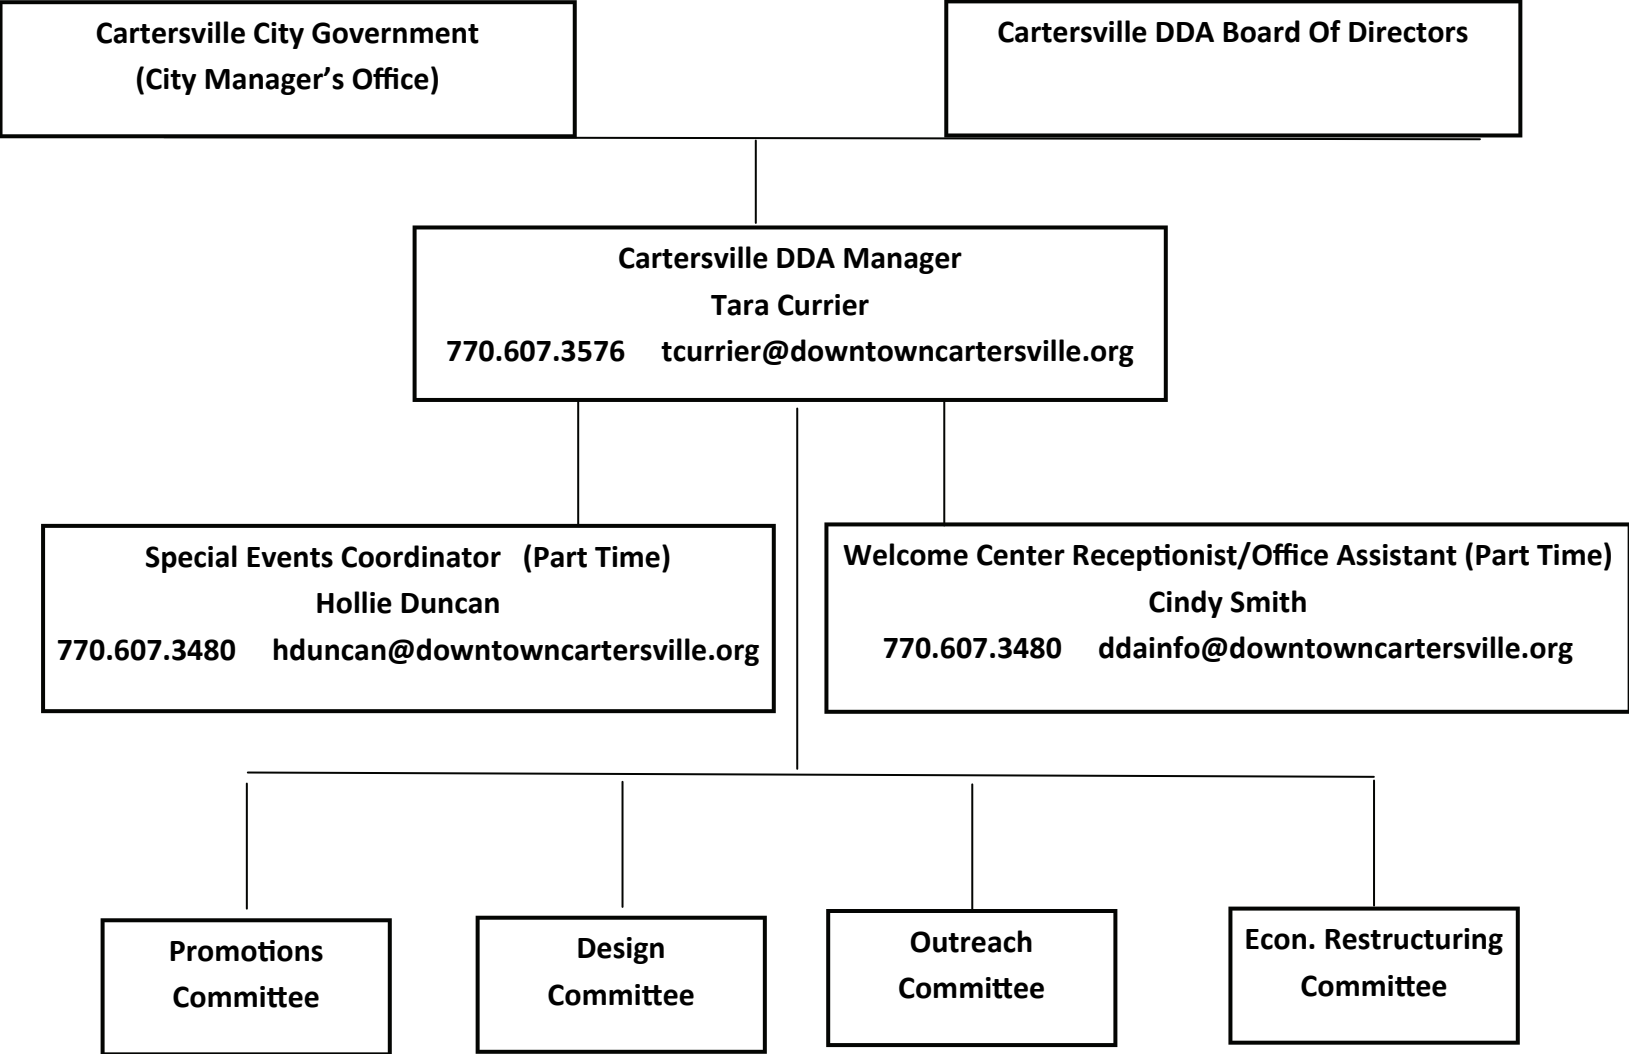 Cartersville City Government
(City Manager’s Office)
Cartersville DDA Board Of Directors
Cartersville DDA Manager
Tara Currier
770.607.3576 tcurrier@downtowncartersville.org
Special Events Coordinator (Part Time)
Hollie Duncan
770.607.3480 hduncan@downtowncartersville.org
Welcome Center Receptionist/Office Assistant (Part Time)
Cindy Smith
770.607.3480 ddainfo@downtowncartersville.org
Promotions
Committee
Design
Committee
Outreach
Committee
Econ. Restructuring
Committee